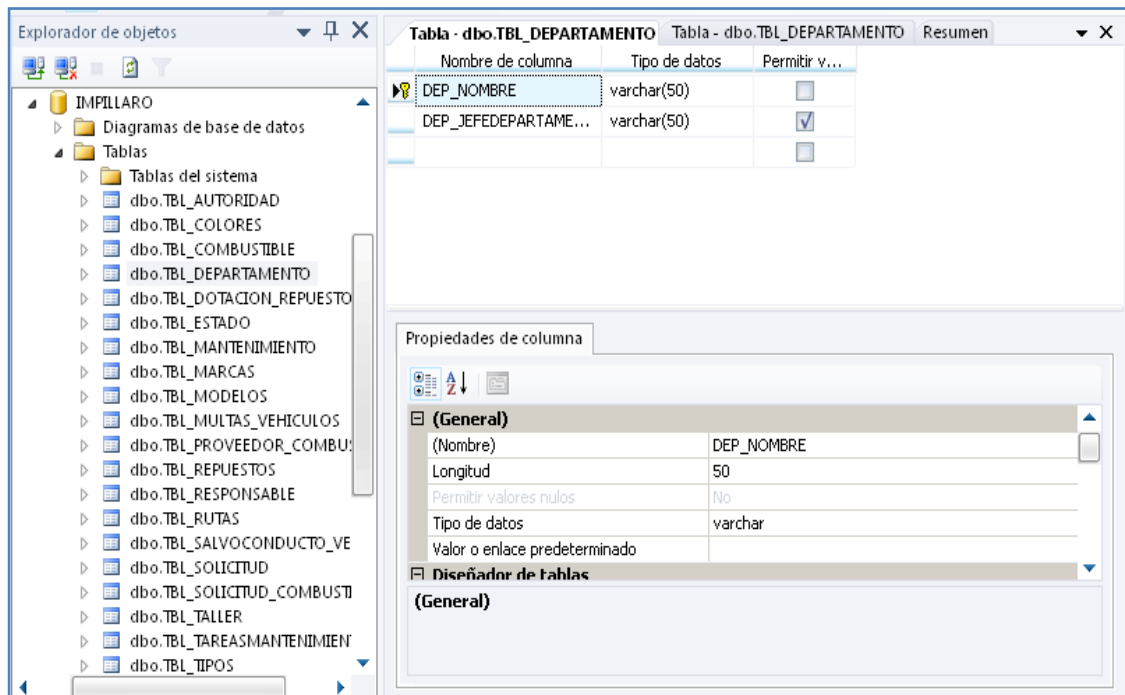 Explorador de objetos
IMPILLARO
Diagramas de base de datos
Tablas
Tablas del sistema
dbo.TBL_AUTORIDAD
dbo.TBL_COLORES
dbo.TBL_COMBUSTIBLE
dbo.TBL_DEPARTAMENTO
dbo.TBL_DOTACION_REPUESTO
dbo.TBL_ESTADO
dbo.TBL_MANTENIMIENTO
dbo.TBL_MARCAS
dbo.TBL_MODELOS
dbo.TBL_MULTAS_VEHICULOS
dbo.TBL_PROVEEDOR_COMBU
dbo.TBL_REPUESTOS
dbo.TBL_RESPONSABLE
dbo.TBL_RUTAS
dbo.TBL_SALVOCONDUCTO_VE
dbo.TBL_SOLICITUD
dbo.TBL_SOLICITUD_COMBUSTI
dbo.TBL_TALLER
dbo.TBL_TAREASMANTENIMIEN
dbo.TBL_TIPOS
Tabla - dbo.TBL_DEPARTAMENTO Tabla - dbo.TBL_DEPARTAMENTO Resumen
Nombre de columna Tipo de datos Permitir v...
DEP_NOMBRE varchar(50)
DEP_JEFEDEPARTAME... varchar(50)
Propiedades de columna
(General)
(Nombre) DEP_NOMBRE
Longitud 50
Permitir valores nulos No
Tipo de datos varchar
Valor o enlace predeterminado
Diseñador de tablas
(General)